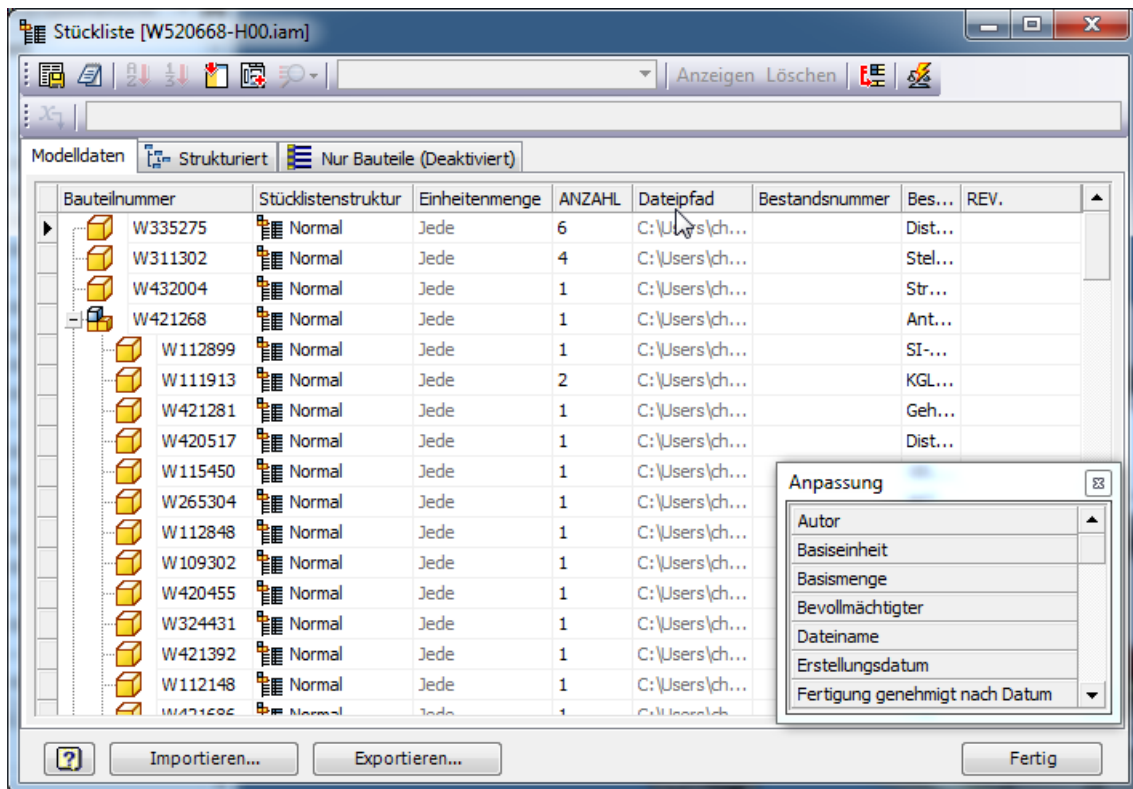 Stückliste [W520668-H00.iam]
Anzeigen Löschen
Modelldaten Strukturiert Nur Bauteile (Deaktiviert)
Bauteilnummer Stücklistenstruktur Einheitenmenge ANZAHL Dateipfad Bestandsnummer Bes... REV.
W335275 Normal Jede 6 C:\Users\ch... Dist...
W311302 Normal Jede 4 C:\Users\ch... Stel...
W432004 Normal Jede 1 C:\Users\ch... Str...
W421268 Normal Jede 1 C:\Users\ch... Ant...
W112899 Normal Jede 1 C:\Users\ch... SI-...
W111913 Normal Jede 2 C:\Users\ch... KGL...
W421281 Normal Jede 1 C:\Users\ch... Geh...
W420517 Normal Jede 1 C:\Users\ch... Dist...
W115450 Normal Jede 1 C:\Users\ch...
W265304 Normal Jede 1 C:\Users\ch...
W112848 Normal Jede 1 C:\Users\ch...
W109302 Normal Jede 1 C:\Users\ch...
W420455 Normal Jede 1 C:\Users\ch...
W324431 Normal Jede 1 C:\Users\ch...
W421392 Normal Jede 1 C:\Users\ch...
W112148 Normal Jede 1 C:\Users\ch...
W421686 Normal Jede 1 C:\Users\ch...
Anpassung
Autor
Basiseinheit
Basismenge
Bevollmächtigter
Dateiname
Erstellungsdatum
Fertigung genehmigt nach Datum
Importieren... Exportieren... Fertig